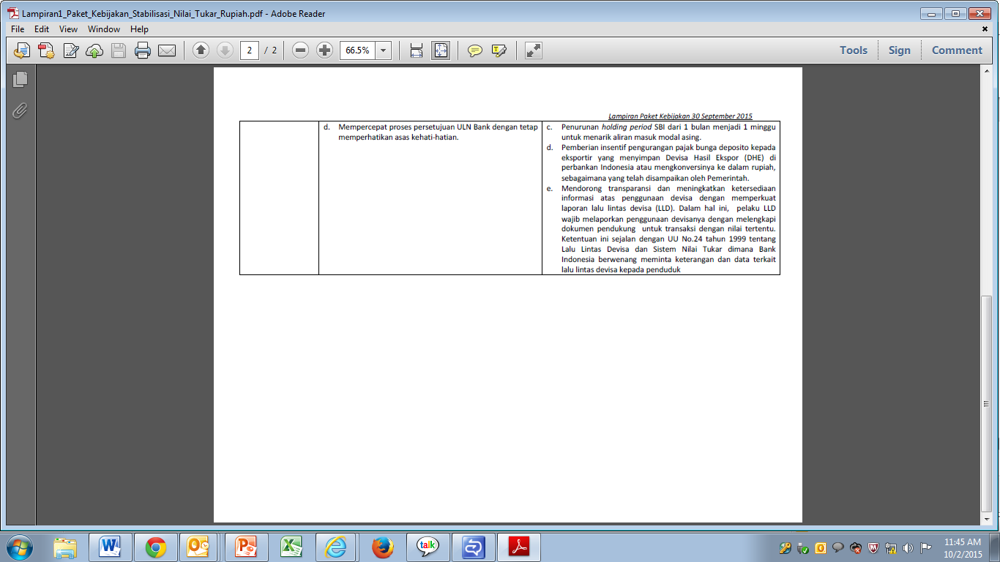 Lampiran1_Paket_Kebijakan_Stabilisasi_Nilai_Tukar_Rupiah.pdf - Adobe Reader
File Edit View Window Help
2 / 2 66.5% Tools Sign Comment
Lampiran Paket Kebijakan 30 September 2015
d. Mempercepat proses persetujuan ULN Bank dengan tetap
memperhatikan asas kehati-hatian.
c. Penurunan holding period SBI dari 1 bulan menjadi 1 minggu
untuk menarik aliran masuk modal asing.
d. Pemberian insentif pengurangan pajak bunga deposito kepada
eksportir yang menyimpan Devisa Hasil Ekspor (DHE) di
perbankan Indonesia atau mengkonversinya ke dalam rupiah,
sebagaimana yang telah disampaikan oleh Pemerintah.
e. Mendorong transparansi dan meningkatkan ketersediaan
informasi atas penggunaan devisa dengan memperkuat
laporan lalu lintas devisa (LLD). Dalam hal ini, pelaku LLD
wajib melaporkan penggunaan devisanya dengan melengkapi
dokumen pendukung untuk transaksi dengan nilai tertentu.
Ketentuan ini sejalan dengan UU No.24 tahun 1999 tentang
Lalu Lintas Devisa dan Sistem Nilai Tukar dimana Bank
Indonesia berwenang meminta keterangan dan data terkait
lalu lintas devisa kepada penduduk
talk
11:45 AM
10/2/2015